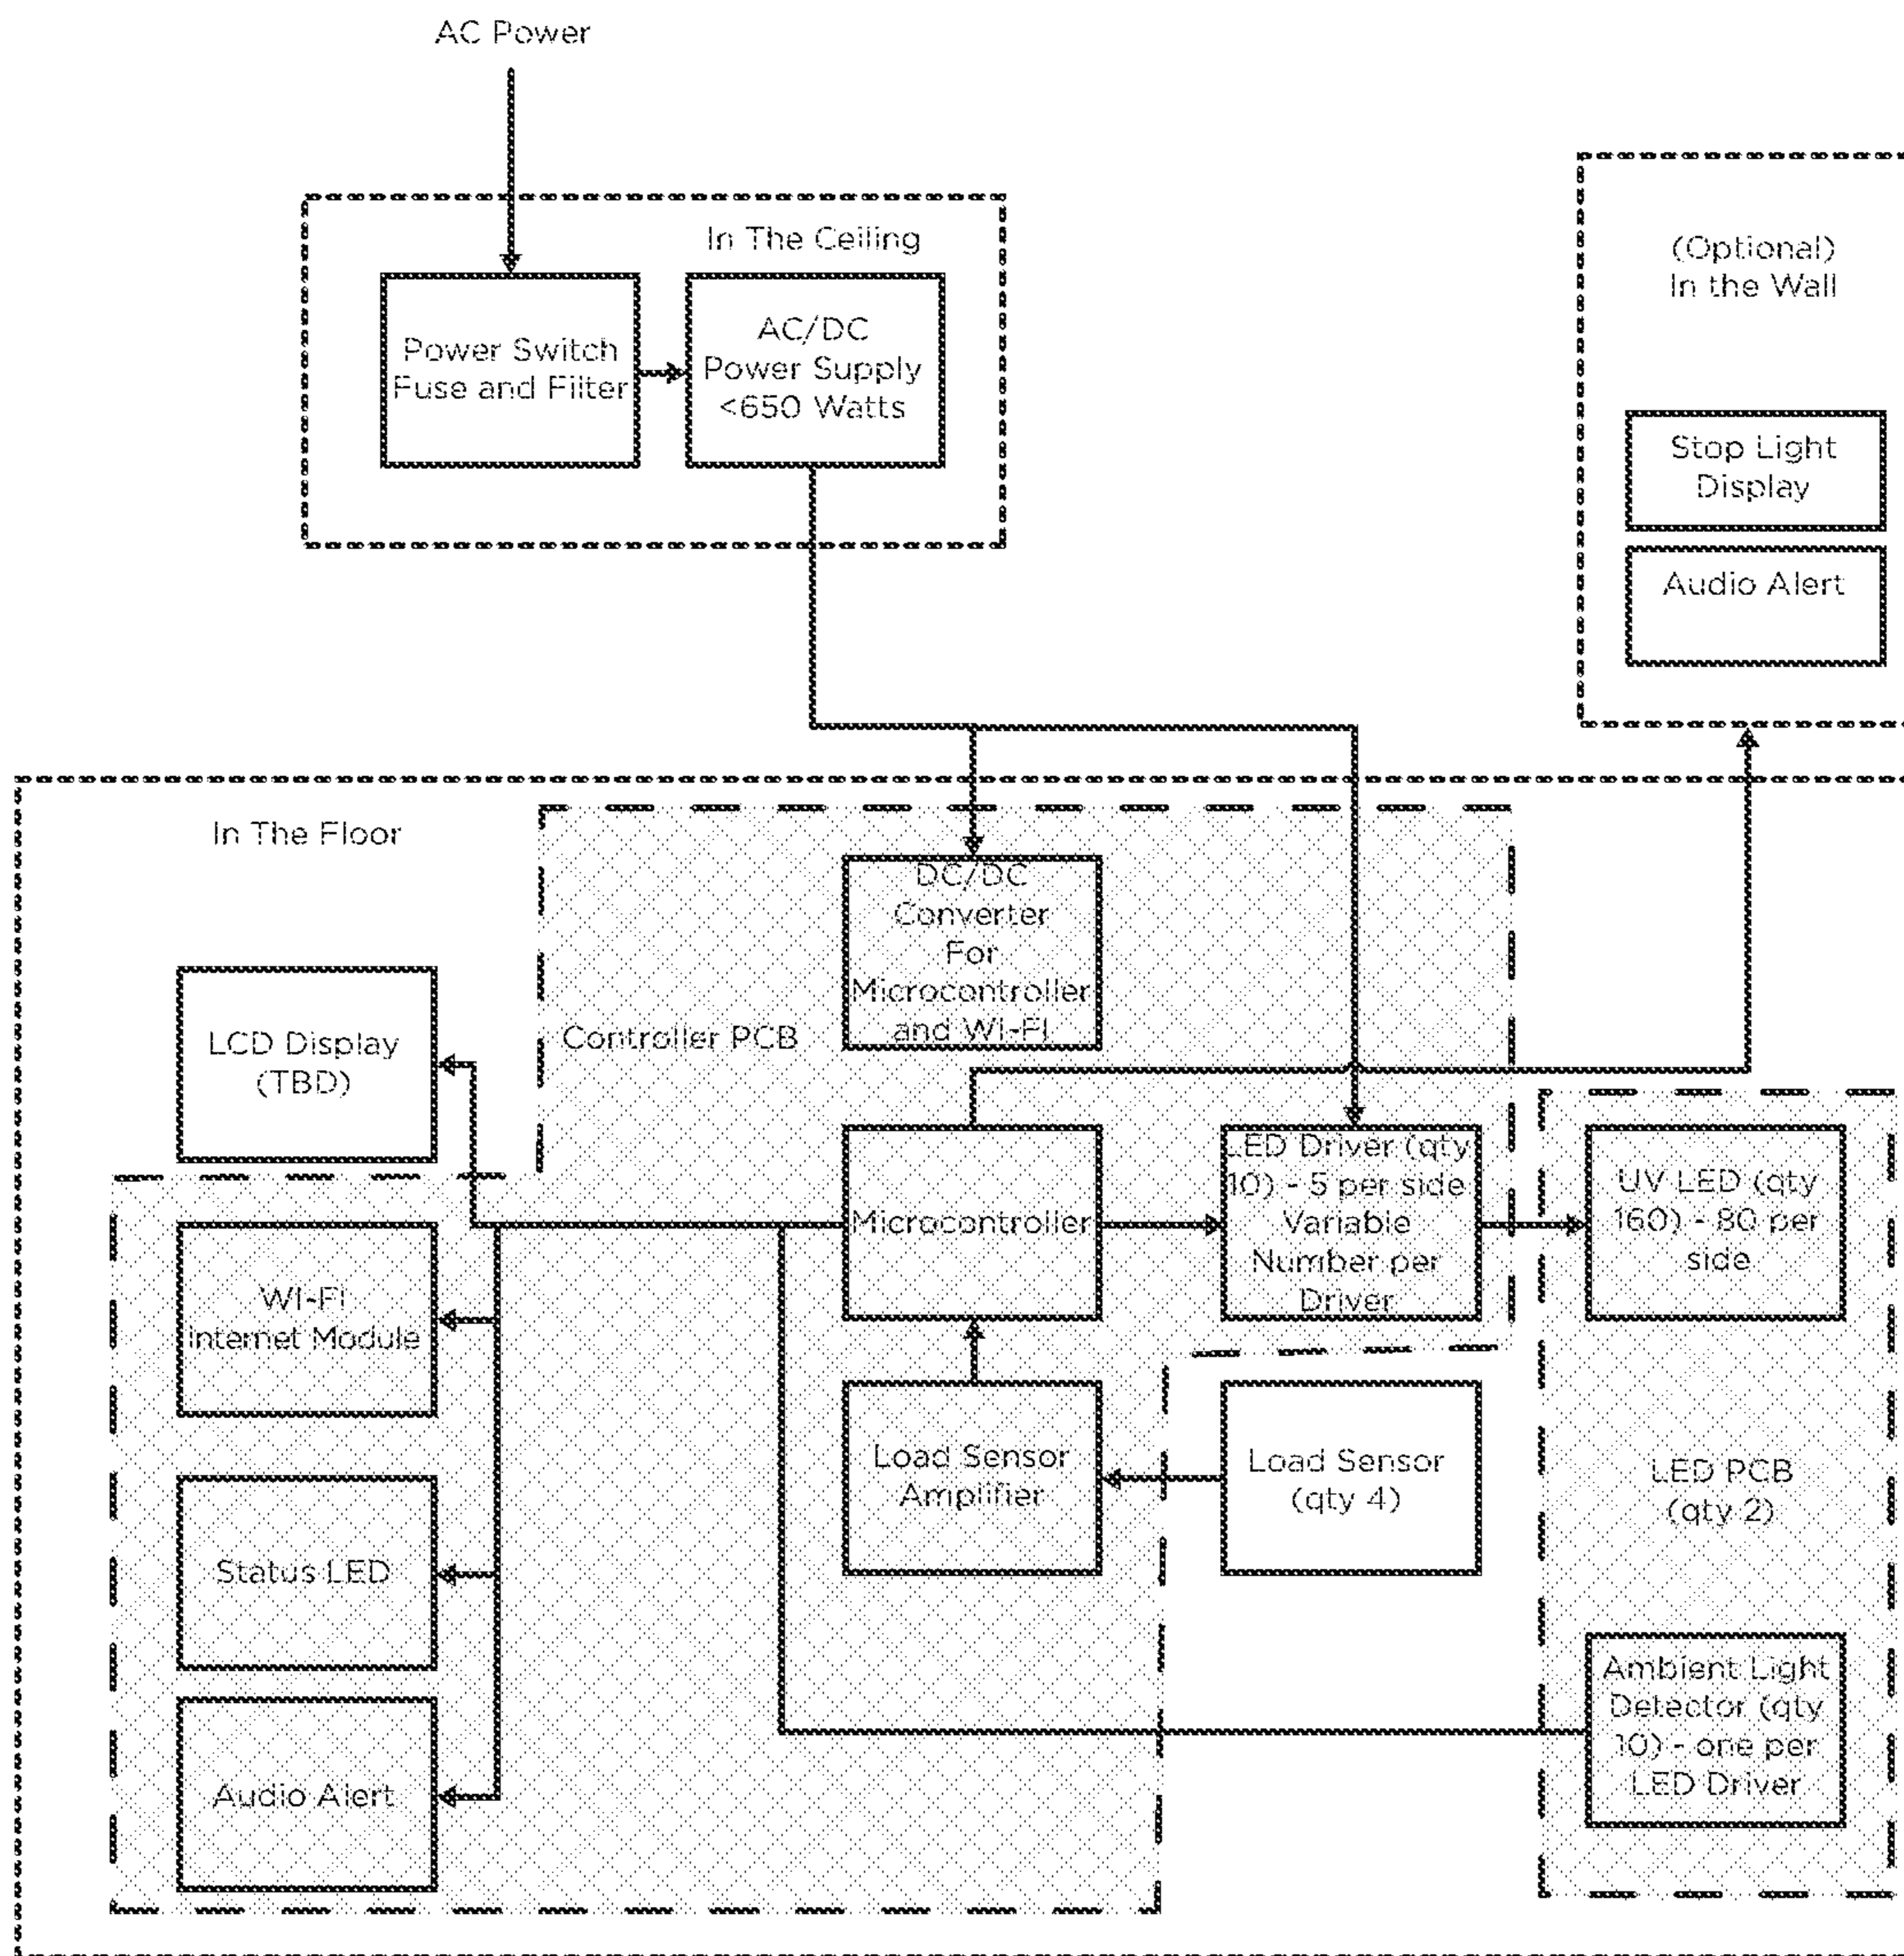 AC Power
In The Ceiling
Power Switch
Fuse and Filter
AC/DC
Power Supply
<650 Watts
(Optional)
In the Wall
Stop Light
Display
Audio Alert
In The Floor
DC/DC
Converter
For
Microcontroller
and WI-FI
Controller PCB
LCD Display
(TBD)
Microcontroller
LED Driver (qty
10) - 5 per side
Variable
Number per
Driver
UV LED (qty
160) - 80 per
side
WI-FI
Internet Module
Load Sensor
Amplifier
Load Sensor
(qty 4)
LED PCB
(qty 2)
Status LED
Audio Alert
Ambient Light
Detector (qty
10) - one per
LED Driver